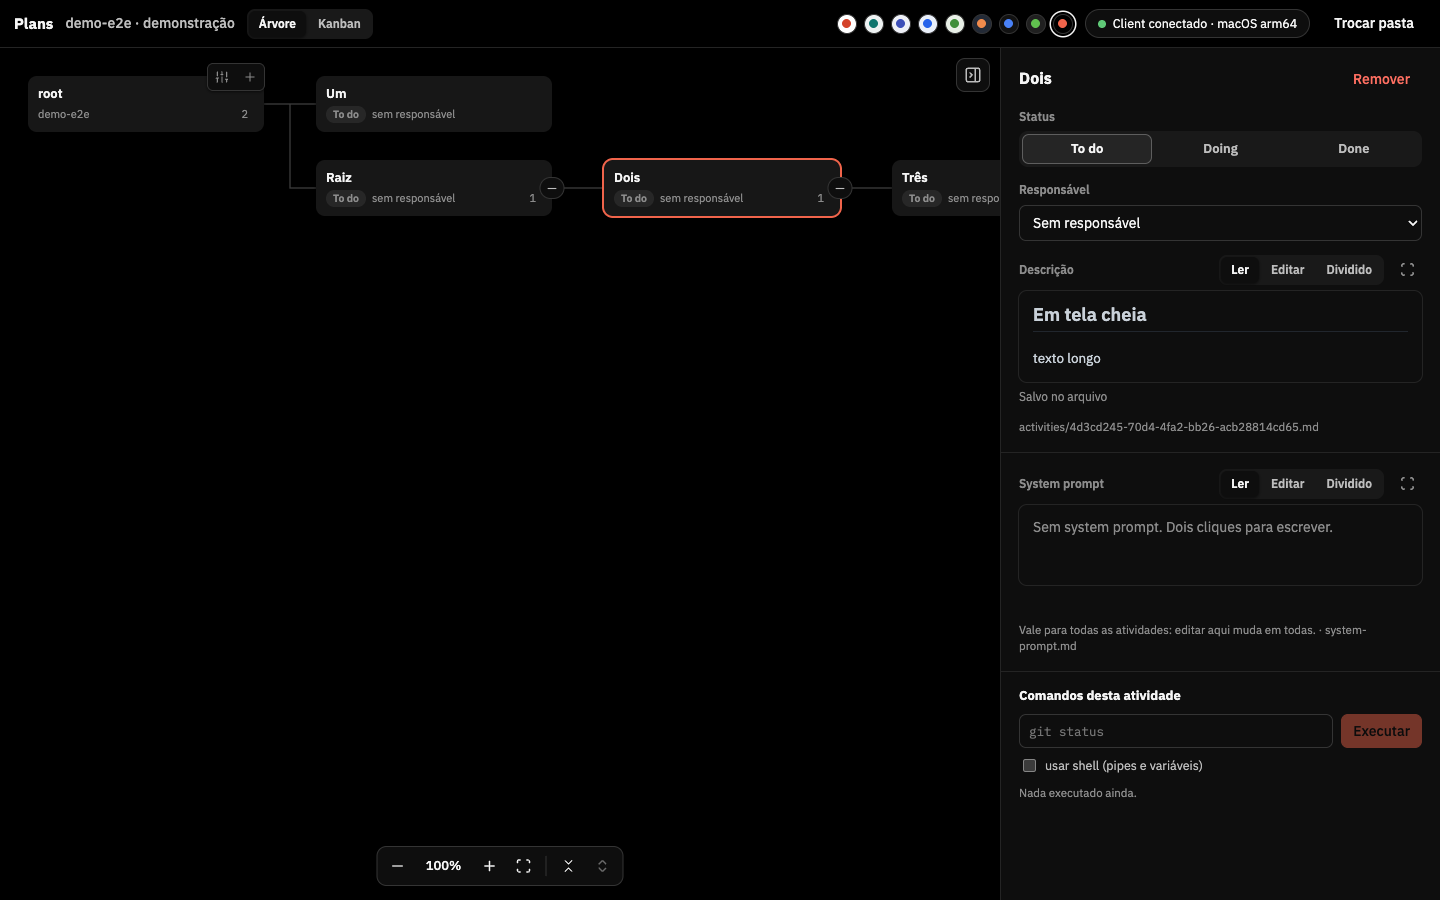 Plans demo-e2e · demonstração Árvore Kanban Client conectado · macOS arm64 Trocar pasta
root
demo-e2e 2
Um
To do sem responsável
Raiz
To do sem responsável 1
Dois
To do sem responsável 1
Três
To do sem respo
100%
Dois Remover
Status
To do Doing Done
Responsável
Sem responsável
Descrição Ler Editar Dividido
Em tela cheia
texto longo
Salvo no arquivo
activities/4d3cd245-70d4-4fa2-bb26-acb28814cd65.md
System prompt Ler Editar Dividido
Sem system prompt. Dois cliques para escrever.
Vale para todas as atividades: editar aqui muda em todas. · system-
prompt.md
Comandos desta atividade
git status Executar
usar shell (pipes e variáveis)
Nada executado ainda.